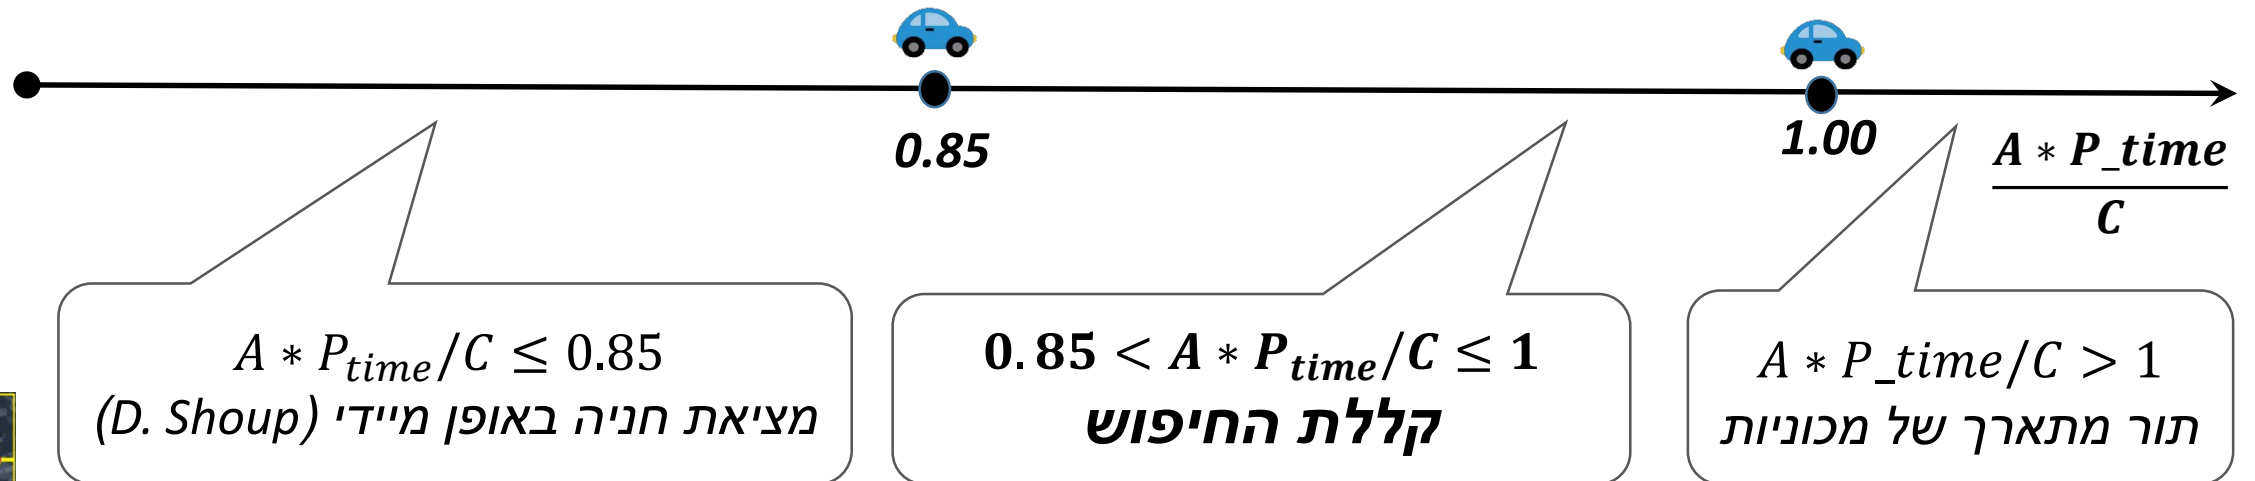 0.85
1.00
A * P_time
C
A * P_time/C ≤ 0.85
מציאת חניה באופן מיידי (D. Shoup)
0.85 < A * P_time/C ≤ 1
קללת החיפוש
A * P_time/C > 1
תור מתארך של מכוניות